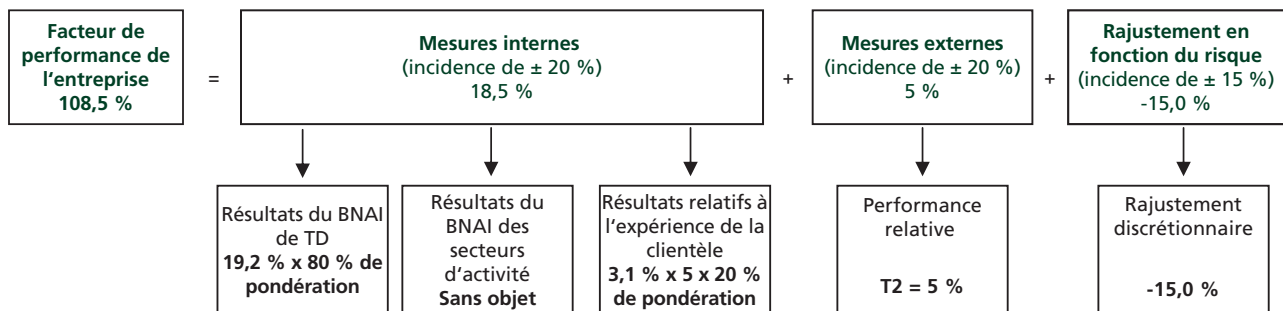 Facteur de
performance de
l'entreprise
108,5 %
=
Mesures internes
(incidence de ± 20 %)
18,5 %
+
Mesures externes
(incidence de ± 20 %)
5 %
+
Rajustement en
fonction du risque
(incidence de ± 15 %)
-15,0 %
Résultats du BNAI
de TD
19,2 % x 80 % de
pondération
Résultats du
BNAI des
secteurs
d'activité
Sans objet
Résultats relatifs à
l'expérience de la
clientèle
3,1 % x 5 x 20 %
de pondération
Performance
relative
T2 = 5 %
Rajustement
discrétionnaire
-15,0 %